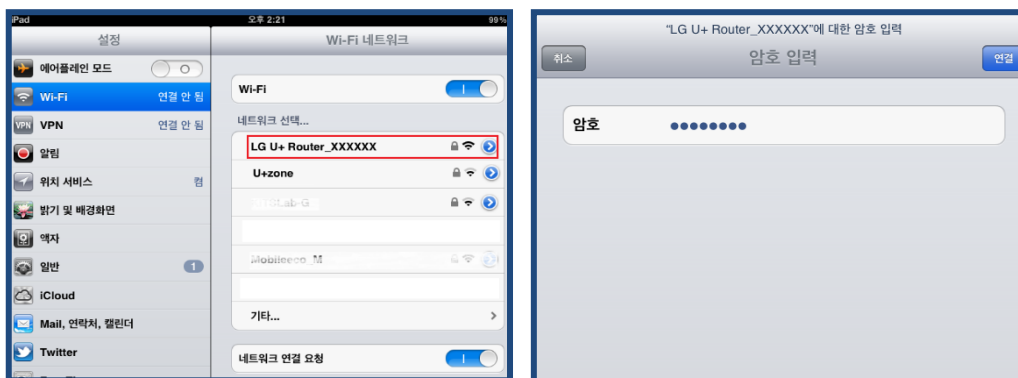 iPad
오후 2:21
99%
설정
Wi-Fi 네트워크
에어플레인 모드
Wi-Fi 연결 안 됨
VPN VPN 연결 안 됨
알림
위치 서비스 켬
밝기 및 배경화면
액자
일반 1
iCloud
Mail, 연락처, 캘린더
Twitter
Wi-Fi
네트워크 선택...
LG U+ Router_XXXXXX
U+zone
기타...
네트워크 연결 요청
"LG U+ Router_XXXXXX"에 대한 암호 입력
취소 암호 입력 연결
암호 ●●●●●●●●